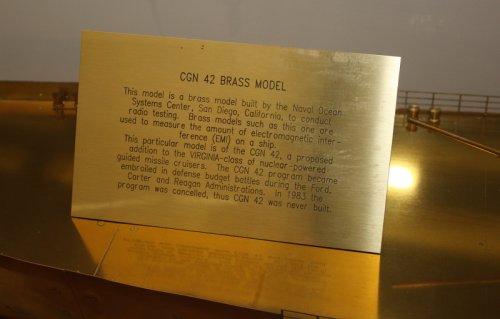 CGN 42 BRASS MODEL
This model is a brass model built by the Naval Ocean
Systems Center, San Diego, California, to conduct
radio testing. Brass models such as this one are
used to measure the amount of electromagnetic inter-
ference (EMI) on a ship.
This particular model is of the CGN 42, a proposed
addition to the VIRGINIA-class of nuclear-powered
guided missile cruisers. The CGN 42 program became
embroiled in defense budget battles during the Ford,
Carter and Reagan Administrations. In 1983 the
program was cancelled, thus CGN 42 was never built.